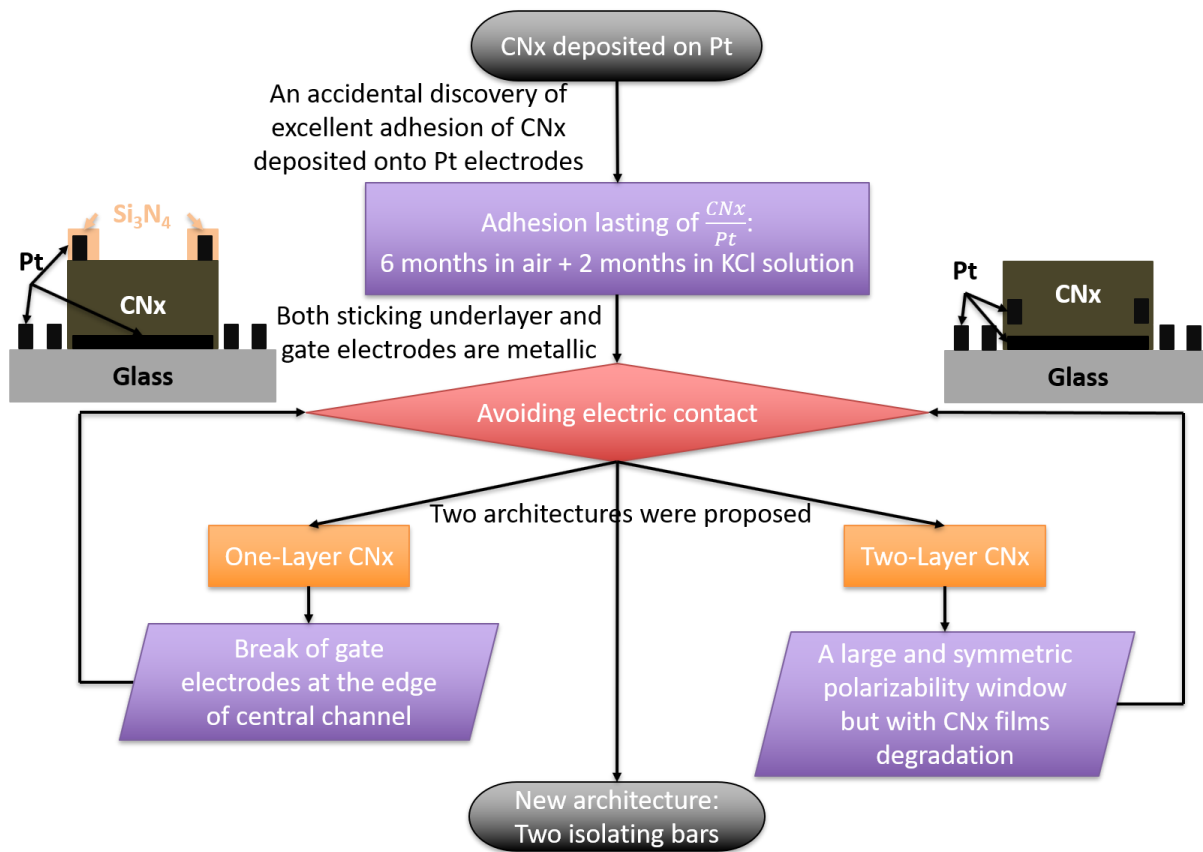 CNx deposited on Pt
An accidental discovery of
excellent adhesion of CNx
deposited onto Pt electrodes
Adhesion lasting of CNx/Pt:
6 months in air + 2 months in KCl solution
Si₃N₄
Pt
CNx
Glass
Pt
CNx
Glass
Both sticking underlayer and
gate electrodes are metallic
Avoiding electric contact
Two architectures were proposed
One-Layer CNx
Two-Layer CNx
Break of gate
electrodes at the edge
of central channel
A large and symmetric
polarizability window
but with CNx films
degradation
New architecture:
Two isolating bars